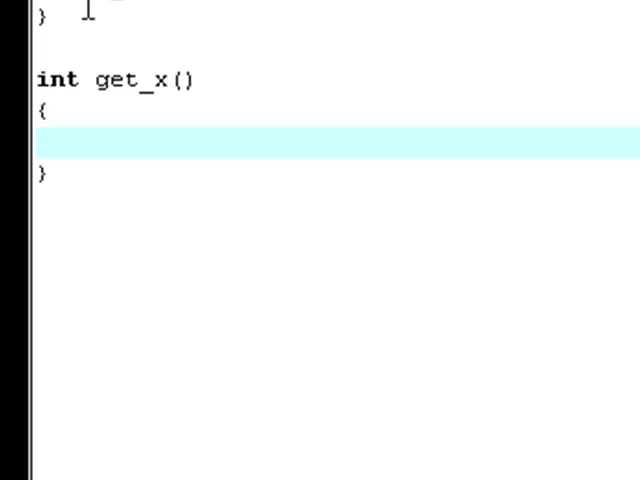 }
int get_x()
{
}